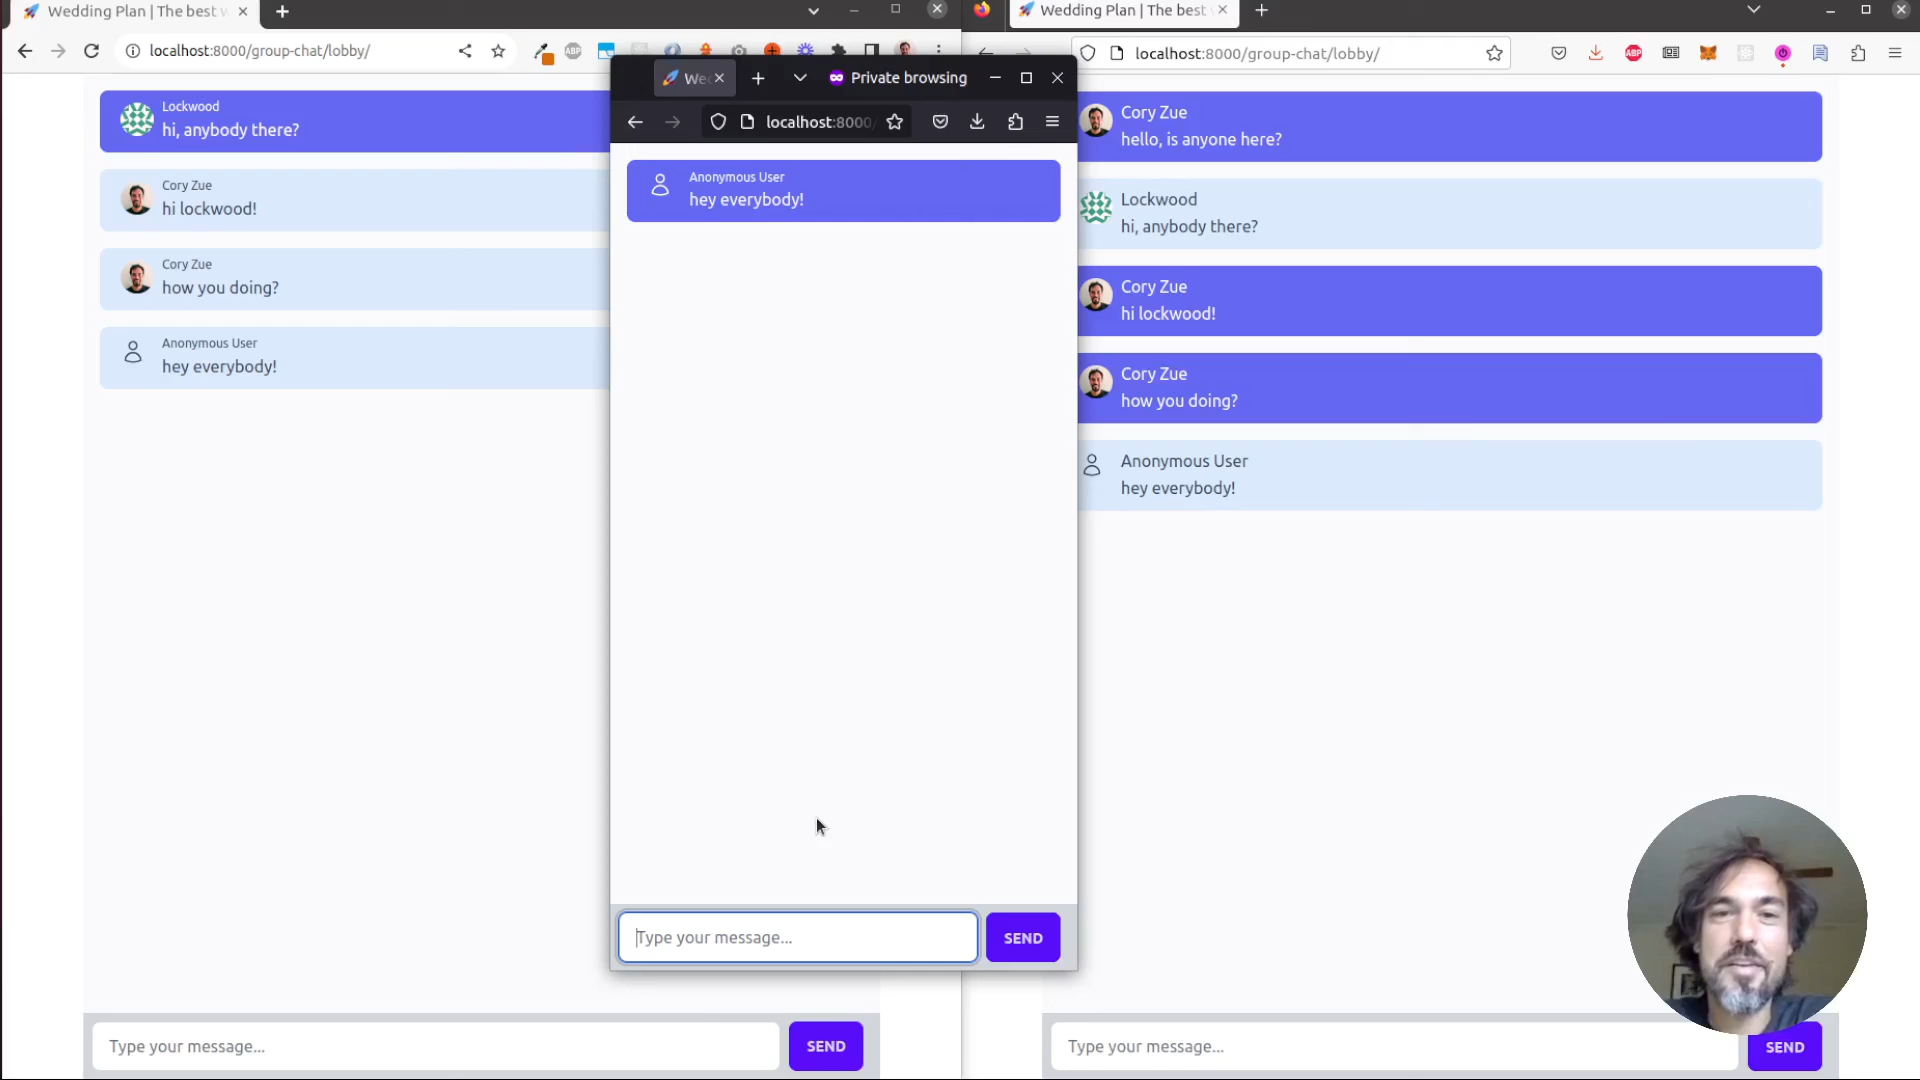 Wedding Plan | The best w
localhost:8000/group-chat/lobby/
ABP
Lockwood
hi, anybody there?
Cory Zue
hi lockwood!
Cory Zue
how you doing?
Anonymous User
hey everybody!
Type your message...
SEND
We
Private browsing
localhost:8000/
Anonymous User
hey everybody!
Type your message...
SEND
Wedding Plan | The best
localhost:8000/group-chat/lobby/
ABP
Cory Zue
hello, is anyone here?
Lockwood
hi, anybody there?
Cory Zue
hi lockwood!
Cory Zue
how you doing?
Anonymous User
hey everybody!
Type your message...
SEND